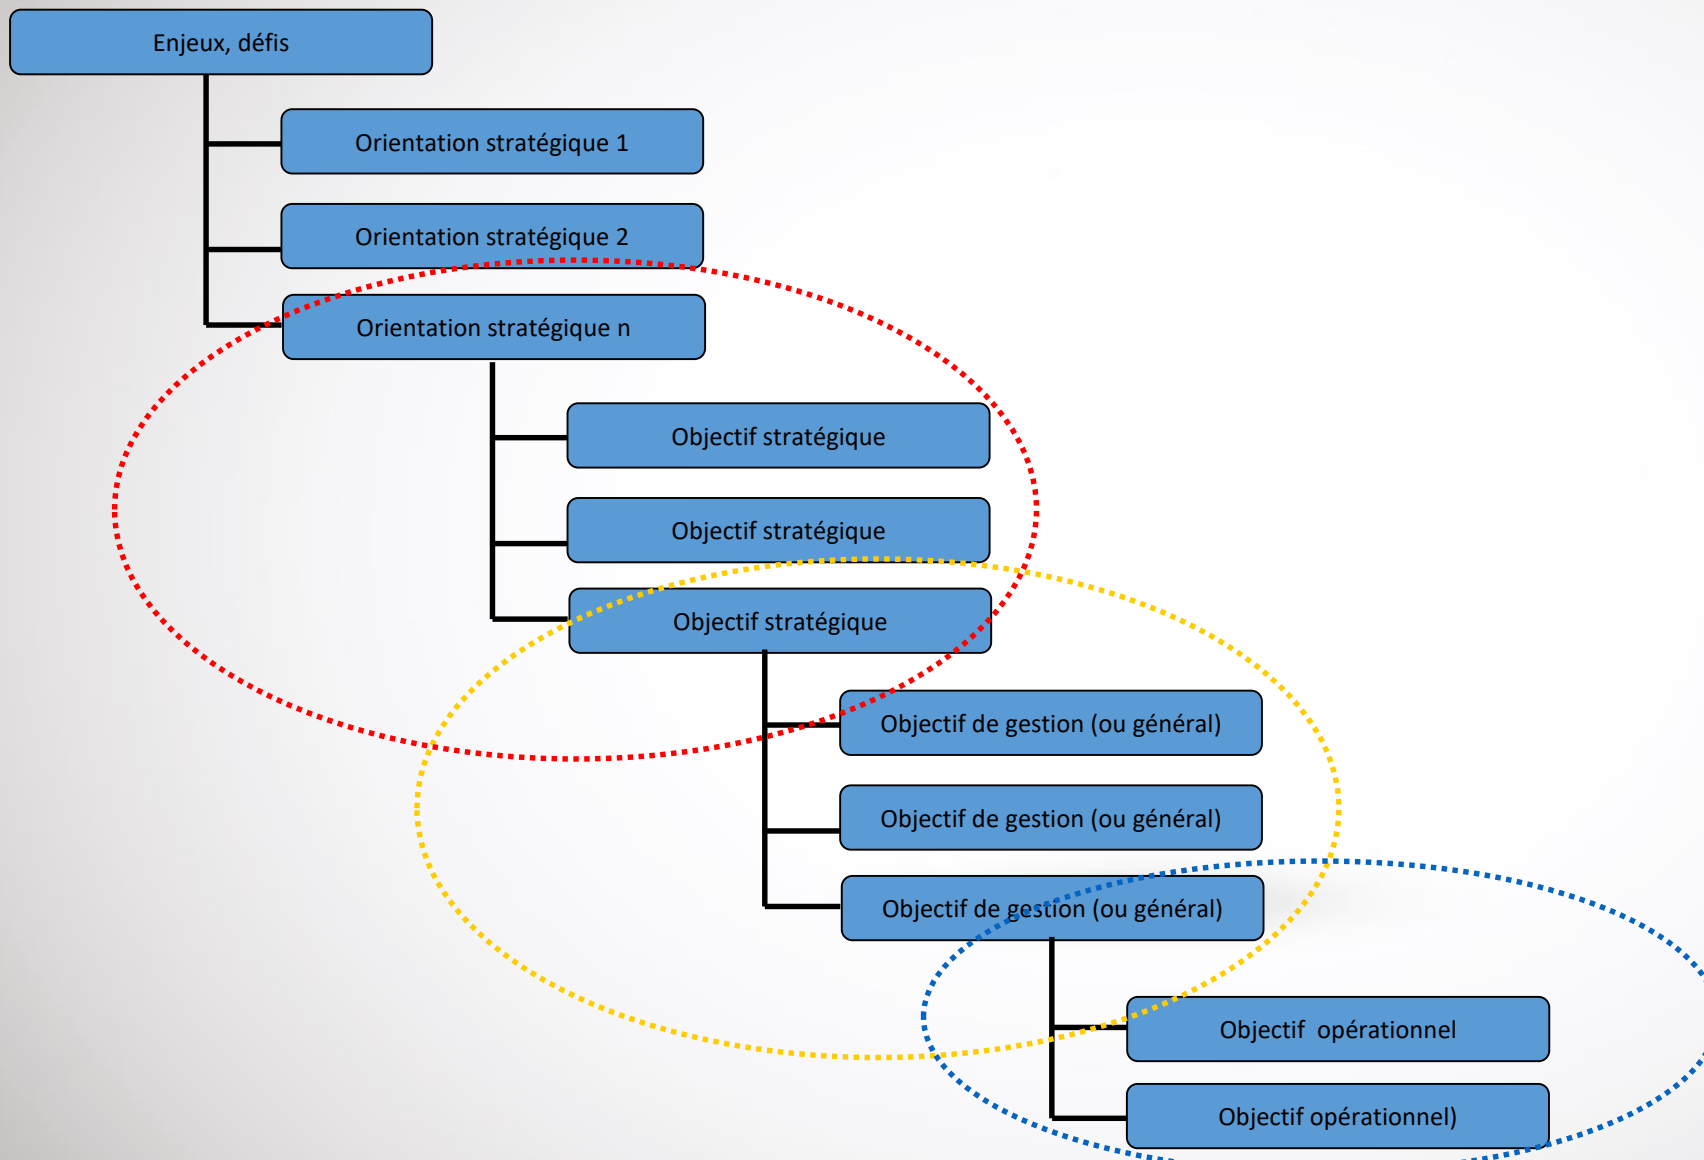 Enjeux, défis
Orientation stratégique 1
Orientation stratégique 2
Orientation stratégique n
Objectif stratégique
Objectif stratégique
Objectif stratégique
Objectif de gestion (ou général)
Objectif de gestion (ou général)
Objectif de gestion (ou général)
Objectif  opérationnel
Objectif opérationnel)